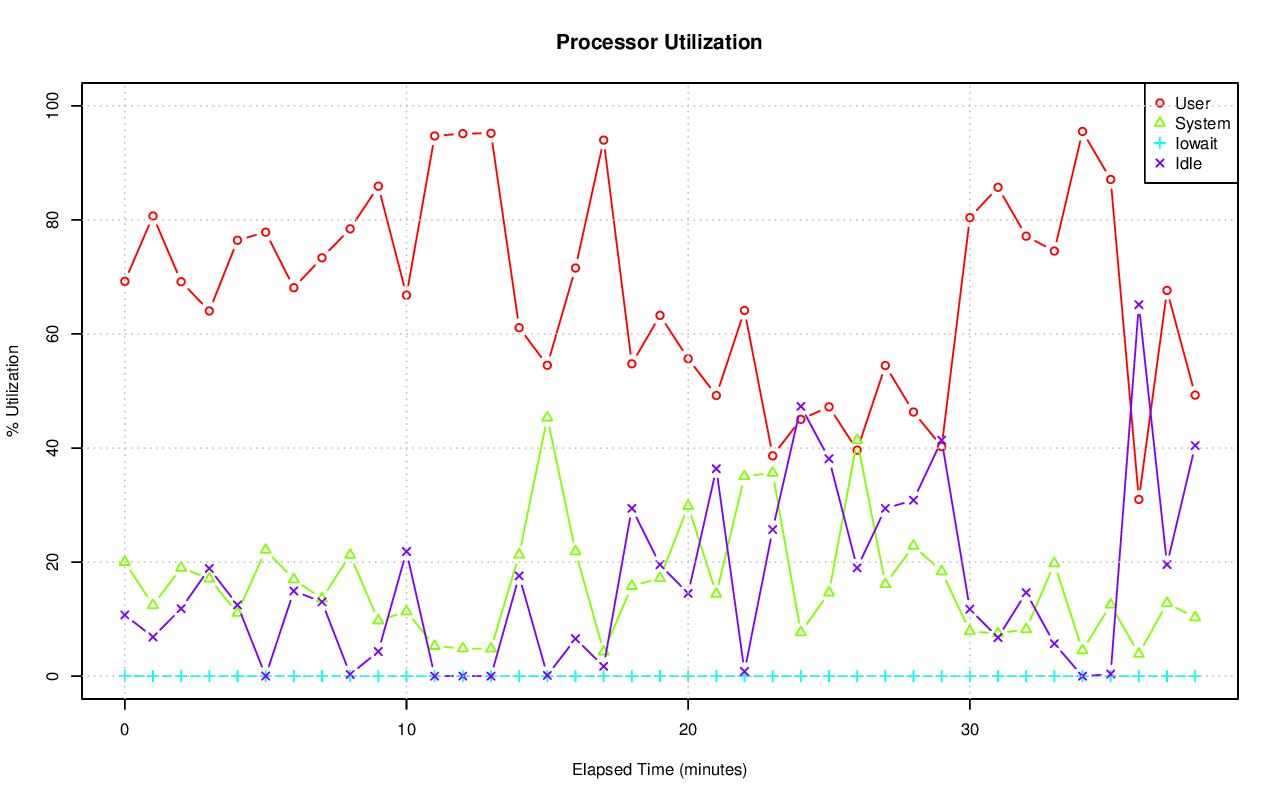 Processor Utilization
User
System
Iowait
Idle
100
80
60
40
20
0
% Utilization
0 10 20 30
Elapsed Time (minutes)